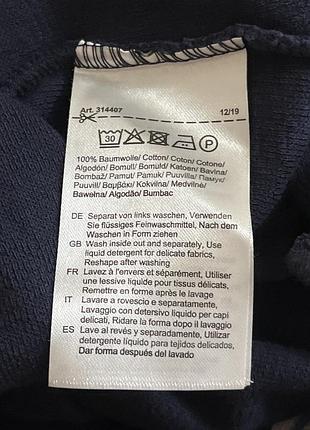 Art. 314407 12/19
30 P
100% Baumwolle/ Cotton/ Coton/ Cotone/
Algodón/ Bomull/ Bomuld/ Katoen/ Bavlna/
Bombaž/ Pamut/ Pamuk/ Puuvilla/ Памук/
Puuvill/ Βαμβάκι/ Kokvilna/ Medvilnė/
Bawełna/ Algodão/ Bumbac
DE Separat von links waschen, Verwenden
Sie flüssiges Feinwaschmittel, Nach dem
Waschen in Form ziehen
GB Wash inside out and separately, Use
liquid detergent for delicate fabrics,
Reshape after washing
FR Lavez à l'envers et séparément, Utiliser
une lessive liquide pour tissus délicats,
Remettre en forme après le lavage
IT Lavare a rovescio e separatamente,
Lavaggio con detersivo liquido per capi
delicati, Ridare la forma dopo il lavaggio
ES Lave al revés y separadamente, Utilizar
detergente liquido para tejidos delicados,
Dar forma después del lavado